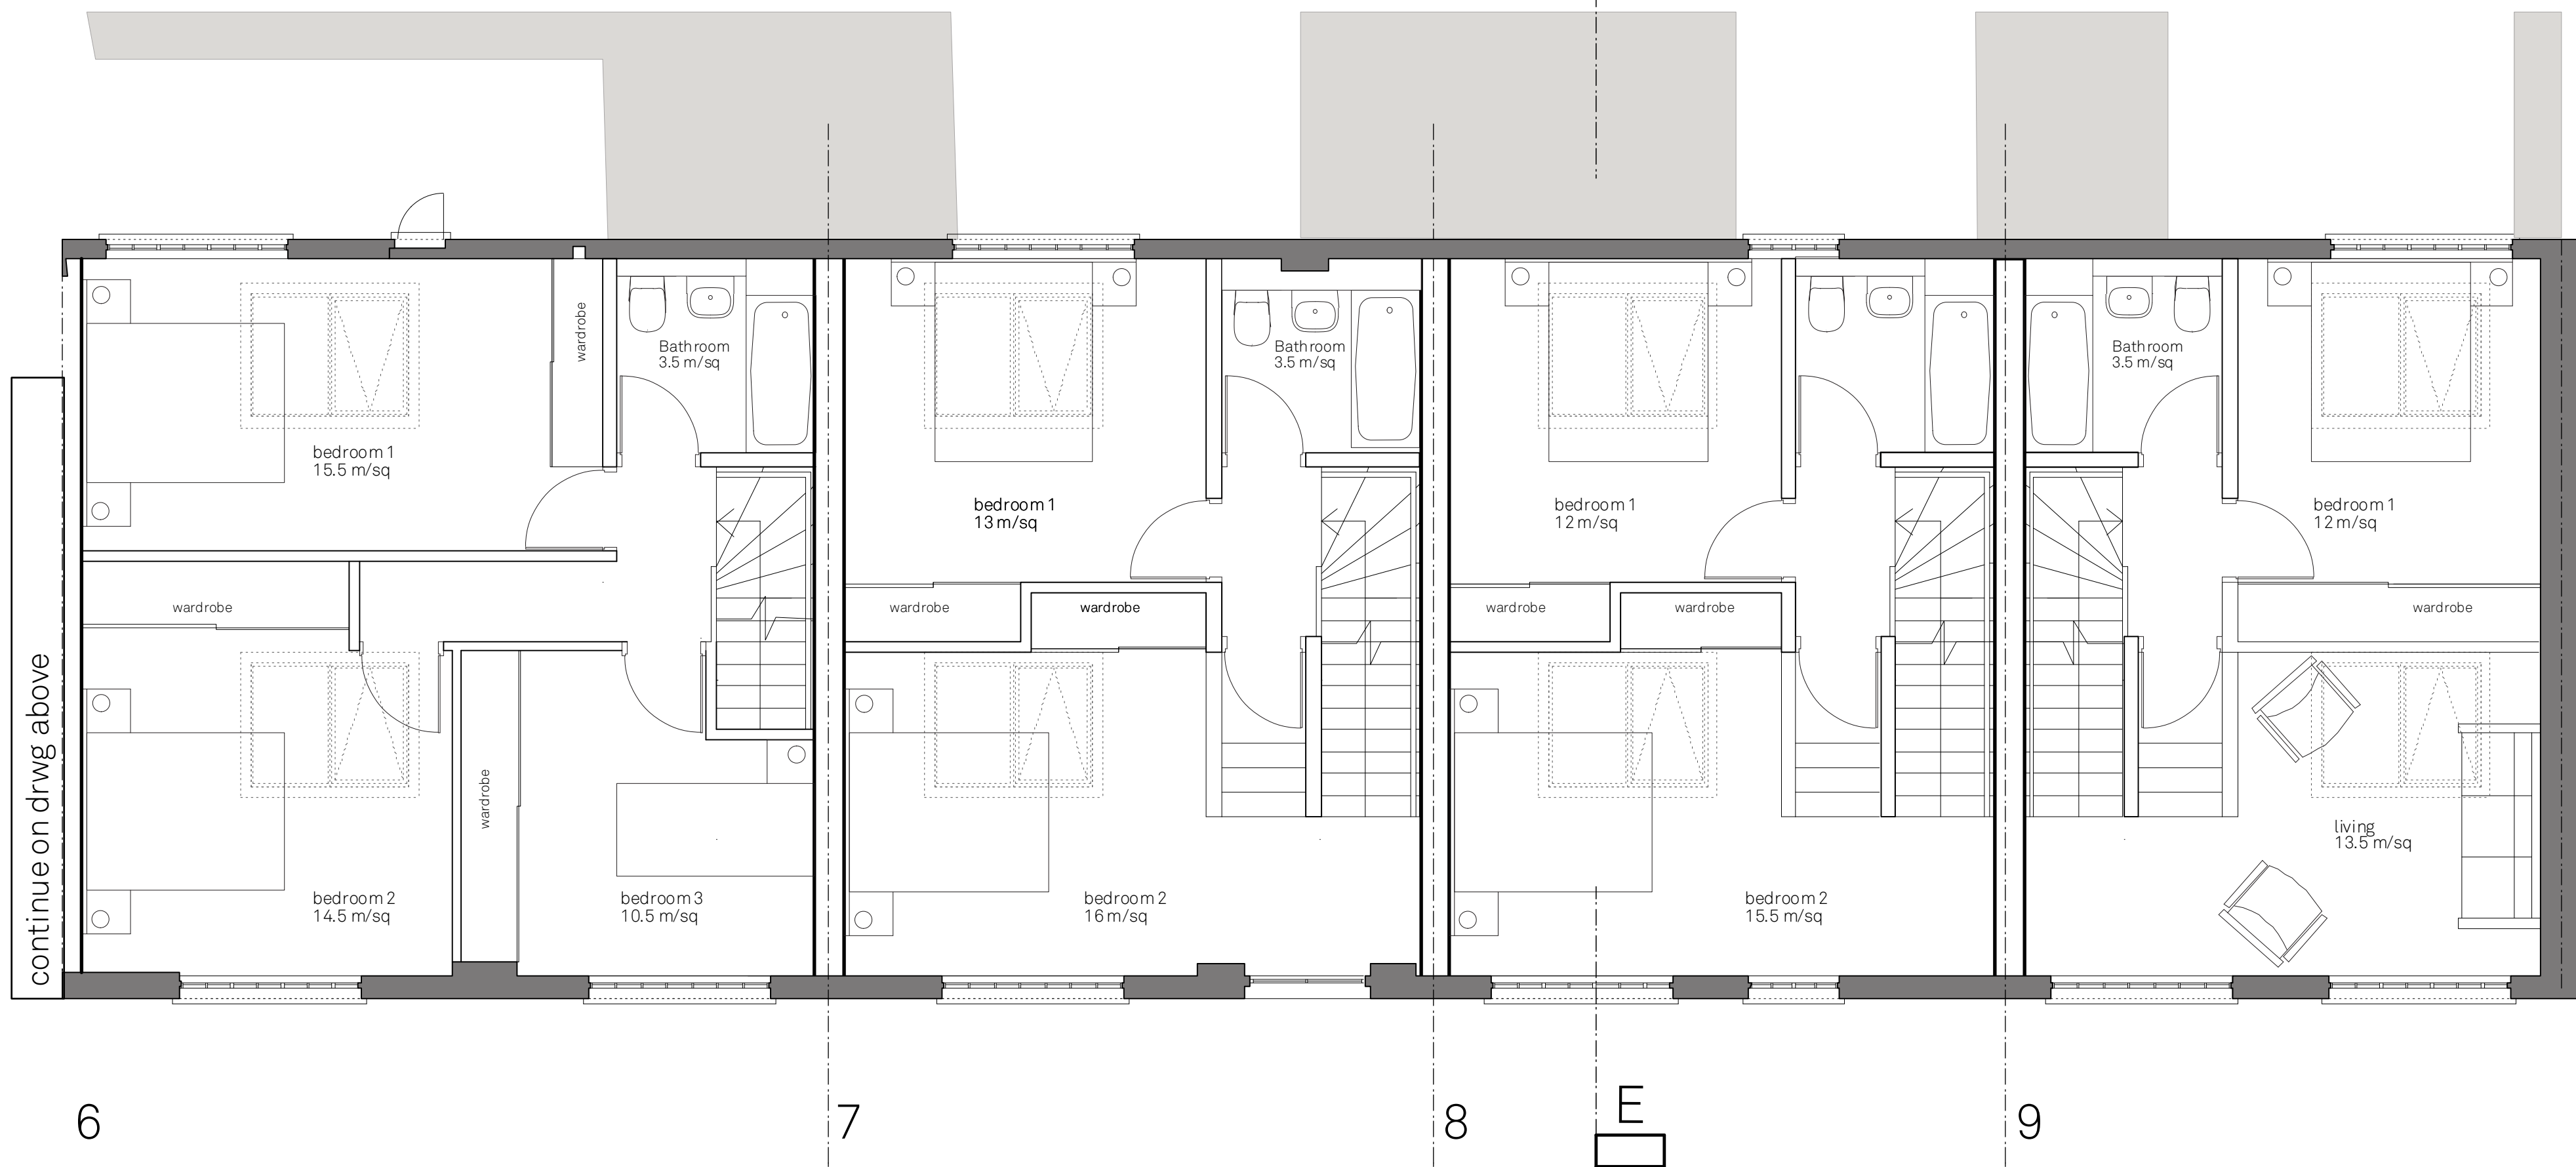 continue on drwg above
bedroom 1
15.5 m/sq
wardrobe
Bathroom
3.5 m/sq
wardrobe
bedroom 2
14.5 m/sq
wardrobe
bedroom 3
10.5 m/sq
bedroom 1
13 m/sq
Bathroom
3.5 m/sq
wardrobe
wardrobe
bedroom 2
16 m/sq
bedroom 1
12 m/sq
wardrobe
wardrobe
bedroom 2
15.5 m/sq
Bathroom
3.5 m/sq
bedroom 1
12 m/sq
wardrobe
living
13.5 m/sq
6
7
8
E
9